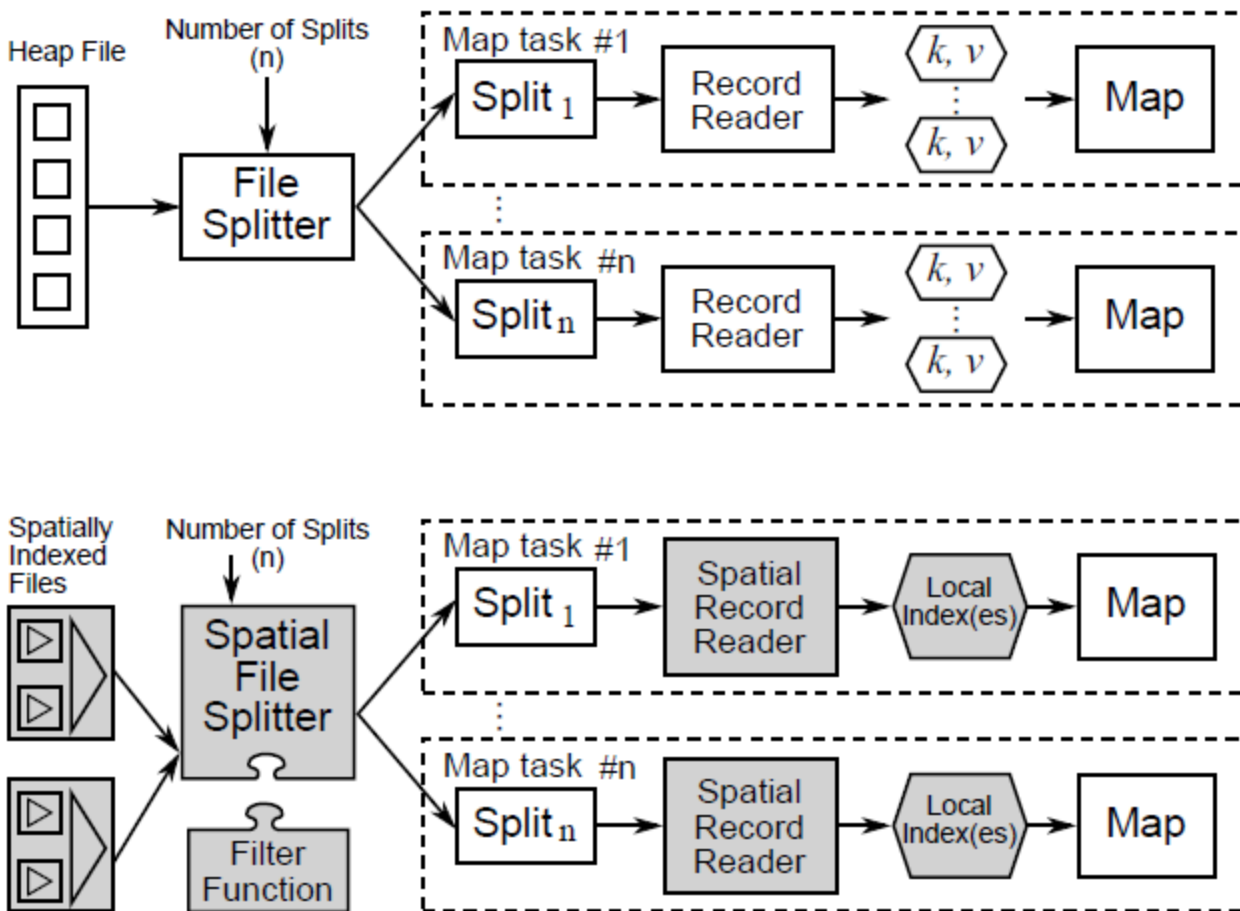 Heap File
Number of Splits
(n)
File
Splitter
Map task #1
Split 1
Record
Reader
k, v
⋮
k, v
Map
⋮
Map task #n
Split n
Record
Reader
k, v
⋮
k, v
Map
Spatially
Indexed
Files
Number of Splits
(n)
Spatial
File
Splitter
Filter
Function
Map task #1
Split 1
Spatial
Record
Reader
Local
Index(es)
Map
⋮
Map task #n
Split n
Spatial
Record
Reader
Local
Index(es)
Map